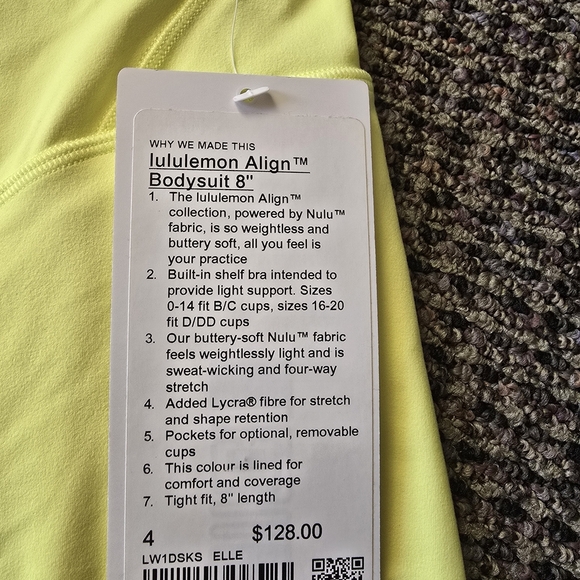 WHY WE MADE THIS
lululemon Align™
Bodysuit 8"
1. The lululemon Align™
collection, powered by Nulu™
fabric, is so weightless and
buttery soft, all you feel is
your practice
2. Built-in shelf bra intended to
provide light support. Sizes
0-14 fit B/C cups, sizes 16-20
fit D/DD cups
3. Our buttery-soft Nulu™ fabric
feels weightlessly light and is
sweat-wicking and four-way
stretch
4. Added Lycra® fibre for stretch
and shape retention
5. Pockets for optional, removable
cups
6. This colour is lined for
comfort and coverage
7. Tight fit, 8" length
4 $128.00
LW1DSKS ELLE